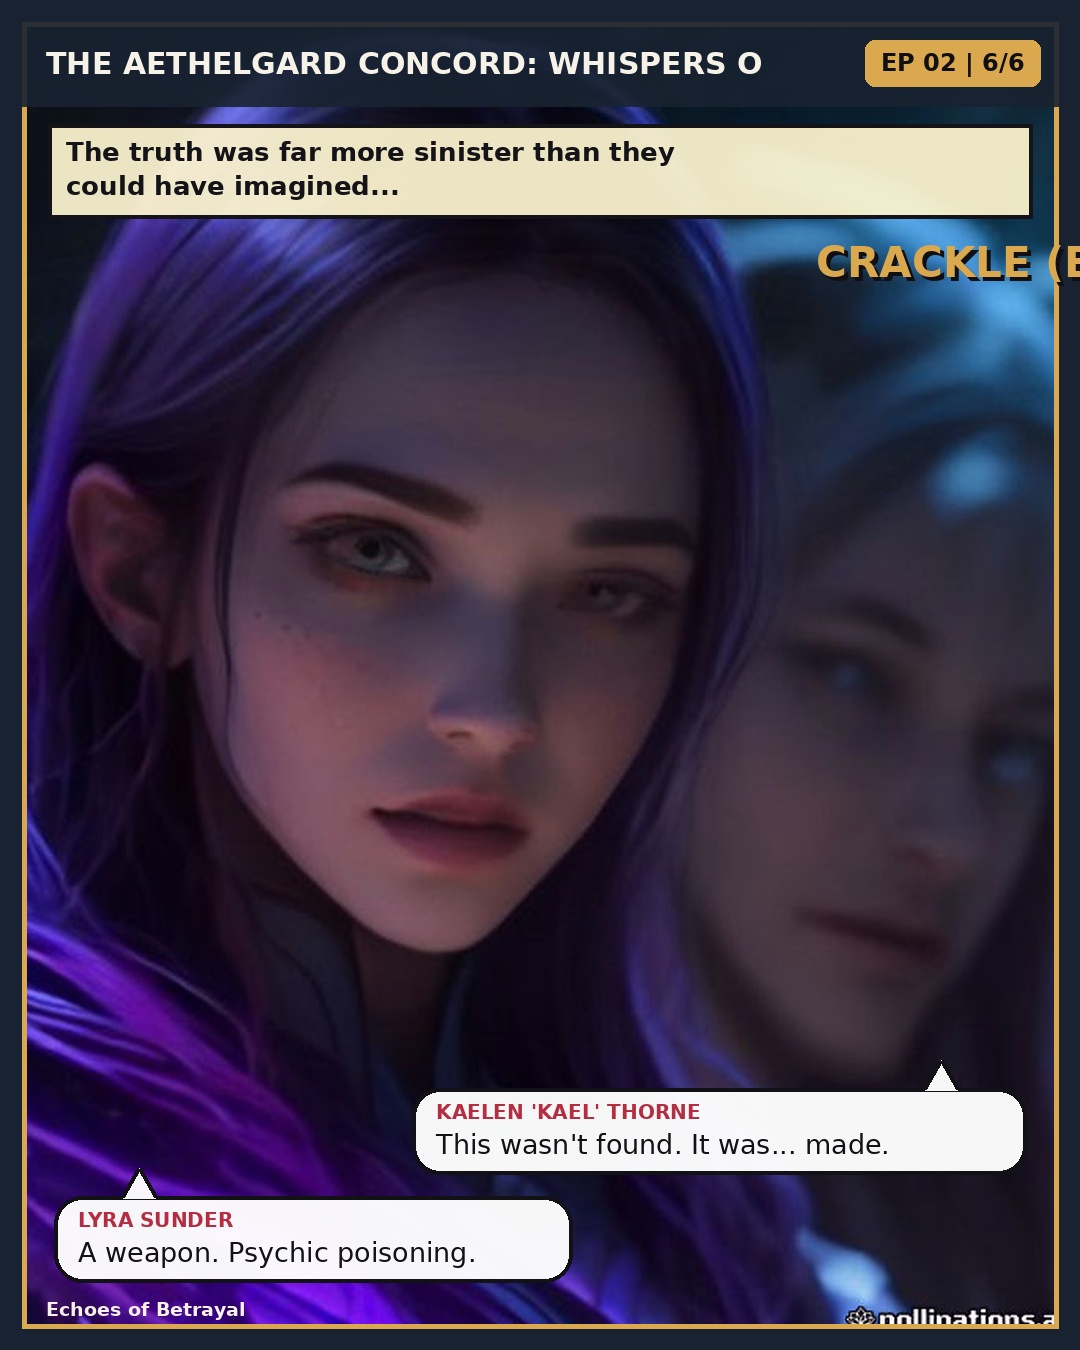 THE AETHELGARD CONCORD: WHISPERS O
EP 02 | 6/6
The truth was far more sinister than they
could have imagined...
CRACKLE (E
KAELEN 'KAEL' THORNE
This wasn't found. It was... made.
LYRA SUNDER
A weapon. Psychic poisoning.
Echoes of Betrayal
pollinations.a